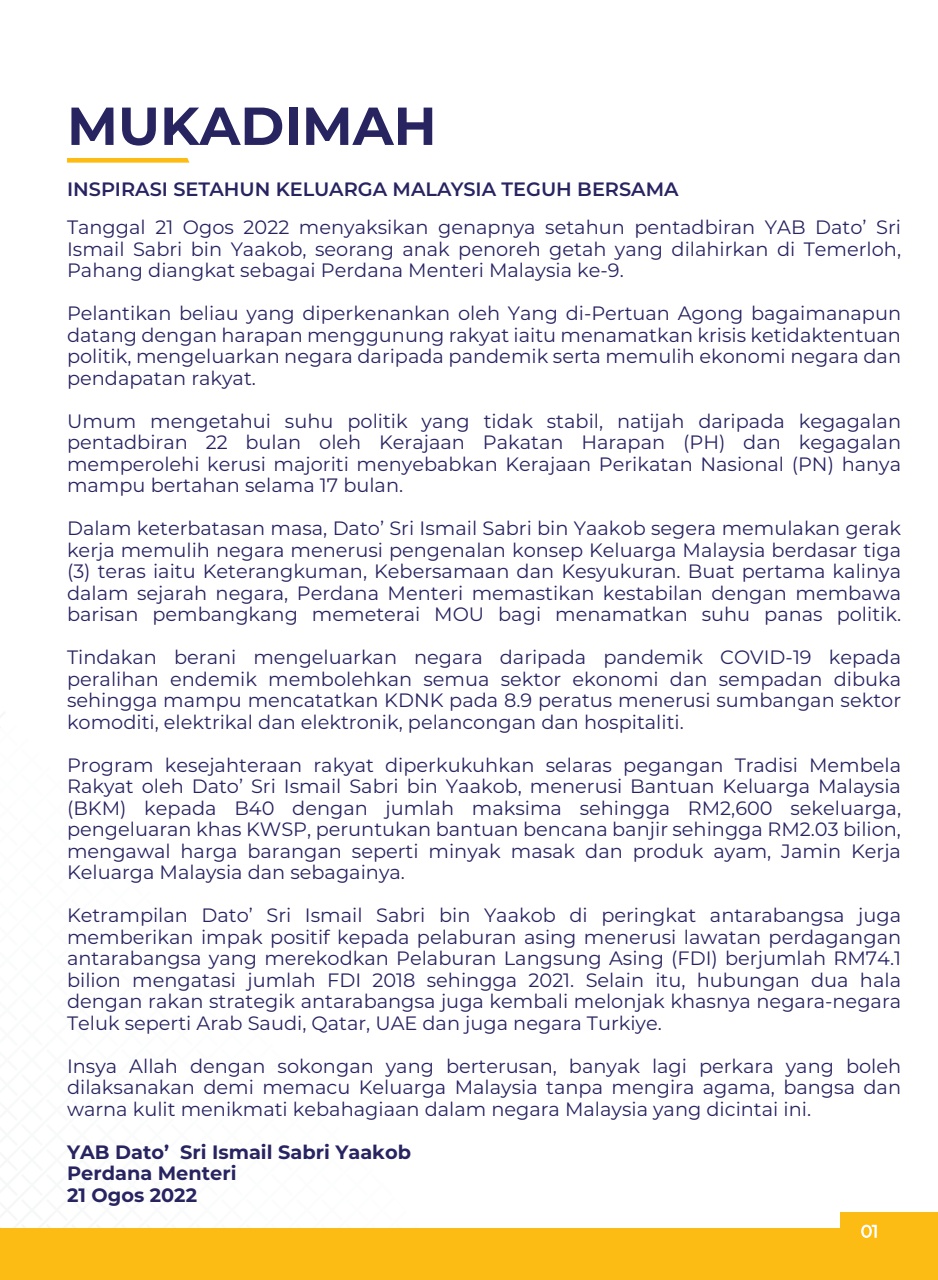 MUKADIMAH
INSPIRASI SETAHUN KELUARGA MALAYSIA TEGUH BERSAMA
Tanggal 21 Ogos 2022 menyaksikan genapnya setahun pentadbiran YAB Dato’ Sri
Ismail Sabri bin Yaakob, seorang anak penoreh getah yang dilahirkan di Temerloh,
Pahang diangkat sebagai Perdana Menteri Malaysia ke-9.
Pelantikan beliau yang diperkenankan oleh Yang di-Pertuan Agong bagaimanapun
datang dengan harapan menggunung rakyat iaitu menamatkan krisis ketidaktentuan
politik, mengeluarkan negara daripada pandemik serta memulih ekonomi negara dan
pendapatan rakyat.
Umum mengetahui suhu politik yang tidak stabil, natijah daripada kegagalan
pentadbiran 22 bulan oleh Kerajaan Pakatan Harapan (PH) dan kegagalan
memperolehi kerusi majoriti menyebabkan Kerajaan Perikatan Nasional (PN) hanya
mampu bertahan selama 17 bulan.
Dalam keterbatasan masa, Dato’ Sri Ismail Sabri bin Yaakob segera memulakan gerak
kerja memulih negara menerusi pengenalan konsep Keluarga Malaysia berdasar tiga
(3) teras iaitu Keterangkuman, Kebersamaan dan Kesyukuran. Buat pertama kalinya
dalam sejarah negara, Perdana Menteri memastikan kestabilan dengan membawa
barisan pembangkang memeterai MOU bagi menamatkan suhu panas politik.
Tindakan berani mengeluarkan negara daripada pandemik COVID-19 kepada
peralihan endemik membolehkan semua sektor ekonomi dan sempadan dibuka
sehingga mampu mencatatkan KDNK pada 8.9 peratus menerusi sumbangan sektor
komoditi, elektrikal dan elektronik, pelancongan dan hospitaliti.
Program kesejahteraan rakyat diperkukuhkan selaras pegangan Tradisi Membela
Rakyat oleh Dato’ Sri Ismail Sabri bin Yaakob, menerusi Bantuan Keluarga Malaysia
(BKM) kepada B40 dengan jumlah maksima sehingga RM2,600 sekeluarga,
pengeluaran khas KWSP, peruntukan bantuan bencana banjir sehingga RM2.03 bilion,
mengawal harga barangan seperti minyak masak dan produk ayam, Jamin Kerja
Keluarga Malaysia dan sebagainya.
Ketrampilan Dato’ Sri Ismail Sabri bin Yaakob di peringkat antarabangsa juga
memberikan impak positif kepada pelaburan asing menerusi lawatan perdagangan
antarabangsa yang merekodkan Pelaburan Langsung Asing (FDI) berjumlah RM74.1
bilion mengatasi jumlah FDI 2018 sehingga 2021. Selain itu, hubungan dua hala
dengan rakan strategik antarabangsa juga kembali melonjak khasnya negara-negara
Teluk seperti Arab Saudi, Qatar, UAE dan juga negara Turkiye.
Insya Allah dengan sokongan yang berterusan, banyak lagi perkara yang boleh
dilaksanakan demi memacu Keluarga Malaysia tanpa mengira agama, bangsa dan
warna kulit menikmati kebahagiaan dalam negara Malaysia yang dicintai ini.
YAB Dato’ Sri Ismail Sabri Yaakob
Perdana Menteri
21 Ogos 2022
01